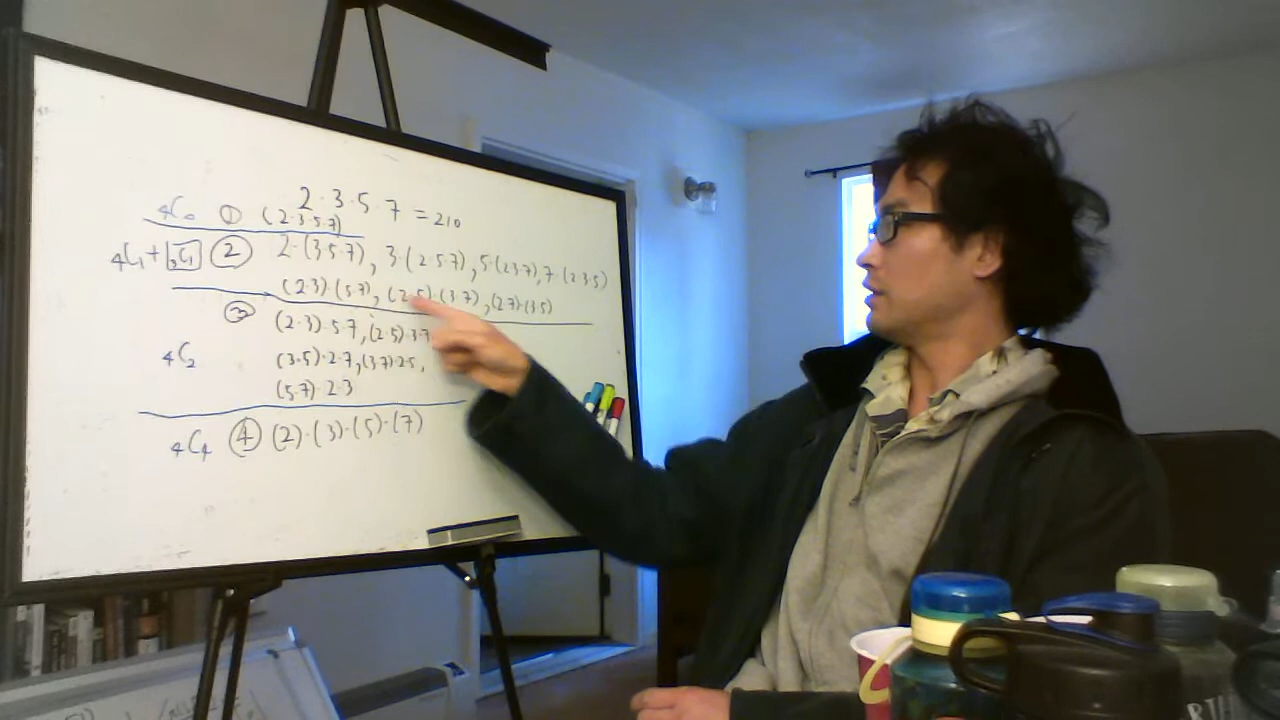 2·3·5·7 = 210
4C0 ① (2·3·5·7)
4C1 + 3C1 ② 2·(3·5·7), 3·(2·5·7), 5·(2·3·7), 7·(2·3·5)
(2·3)·(5·7), (2·5)·(3·7), (2·7)·(3·5)
③ (2·3)·5·7, (2·5)·3·7
4C2 (3·5)·2·7, (3·7)·2·5,
(5·7)·2·3
4C4 ④ (2)·(3)·(5)·(7)